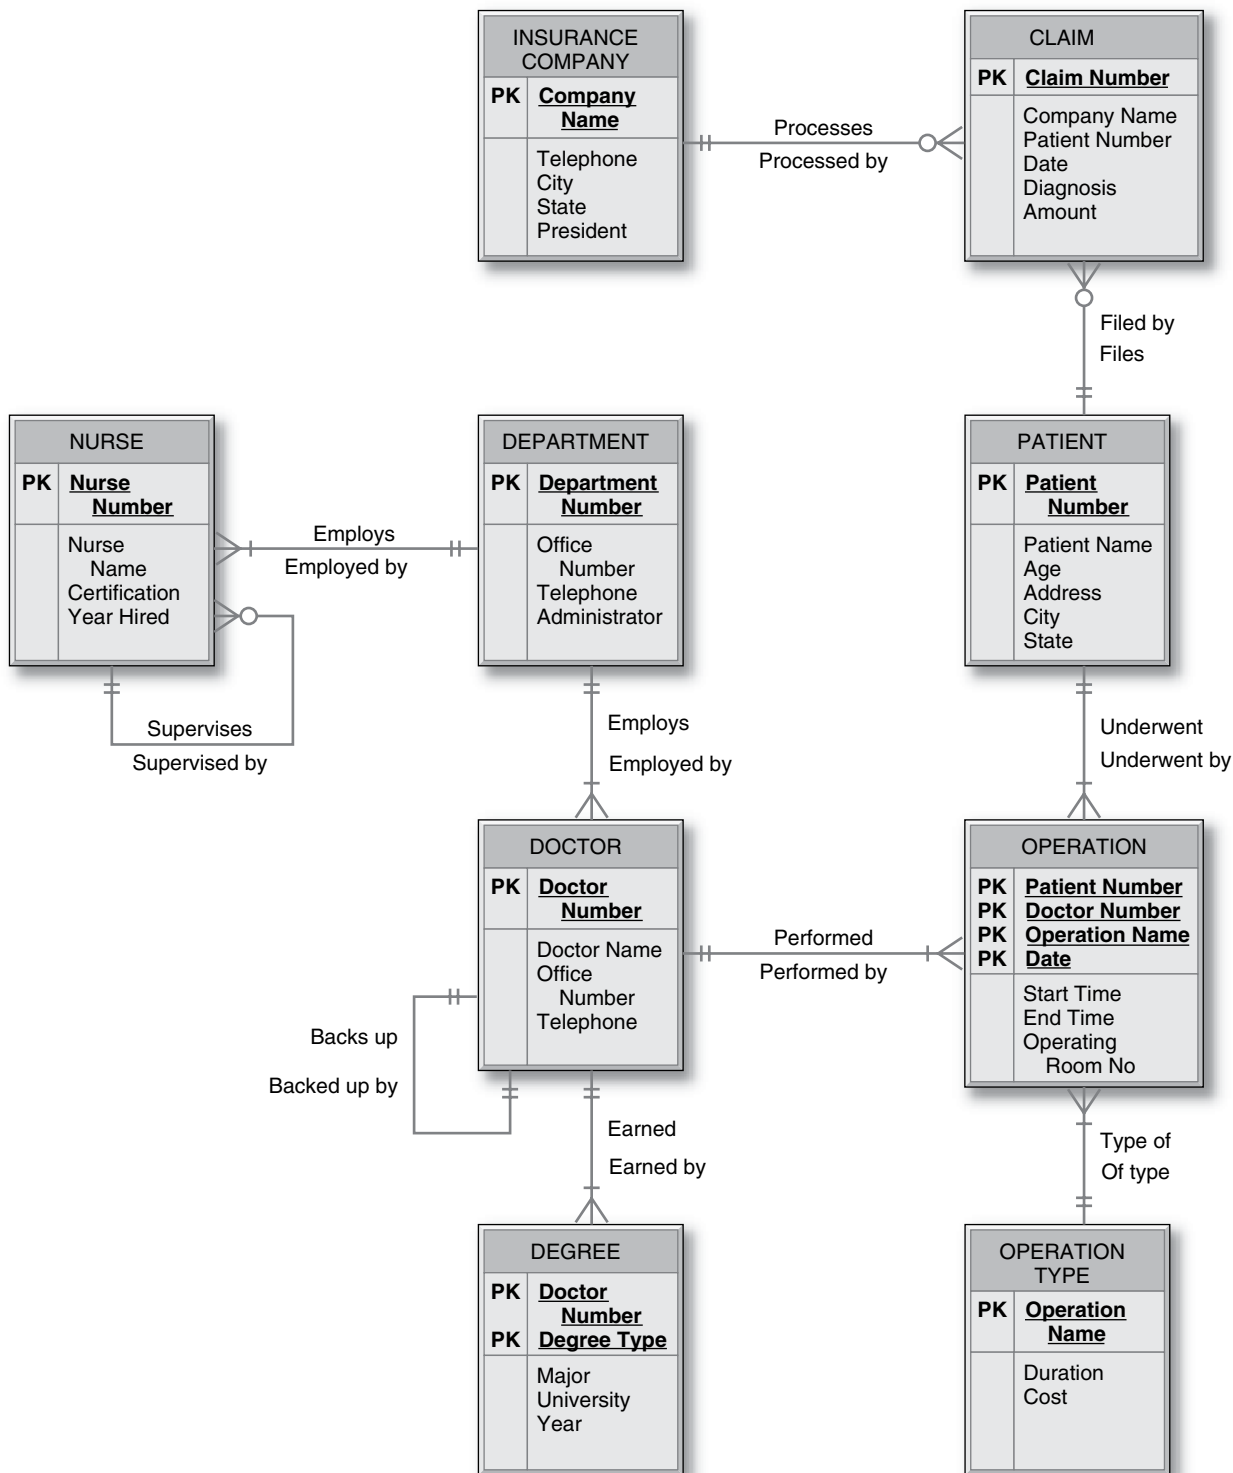 INSURANCE
COMPANY
PK Company
Name
Telephone
City
State
President
Processes
Processed by
CLAIM
PK Claim Number
Company Name
Patient Number
Date
Diagnosis
Amount
Filed by
Files
NURSE
PK Nurse
Number
Nurse
Name
Certification
Year Hired
Supervises
Supervised by
Employs
Employed by
DEPARTMENT
PK Department
Number
Office
Number
Telephone
Administrator
Employs
Employed by
PATIENT
PK Patient
Number
Patient Name
Age
Address
City
State
Underwent
Underwent by
DOCTOR
PK Doctor
Number
Doctor Name
Office
Number
Telephone
Backs up
Backed up by
Performed
Performed by
OPERATION
PK Patient Number
PK Doctor Number
PK Operation Name
PK Date
Start Time
End Time
Operating
Room No
Earned
Earned by
Type of
Of type
DEGREE
PK Doctor
Number
PK Degree Type
Major
University
Year
OPERATION
TYPE
PK Operation
Name
Duration
Cost